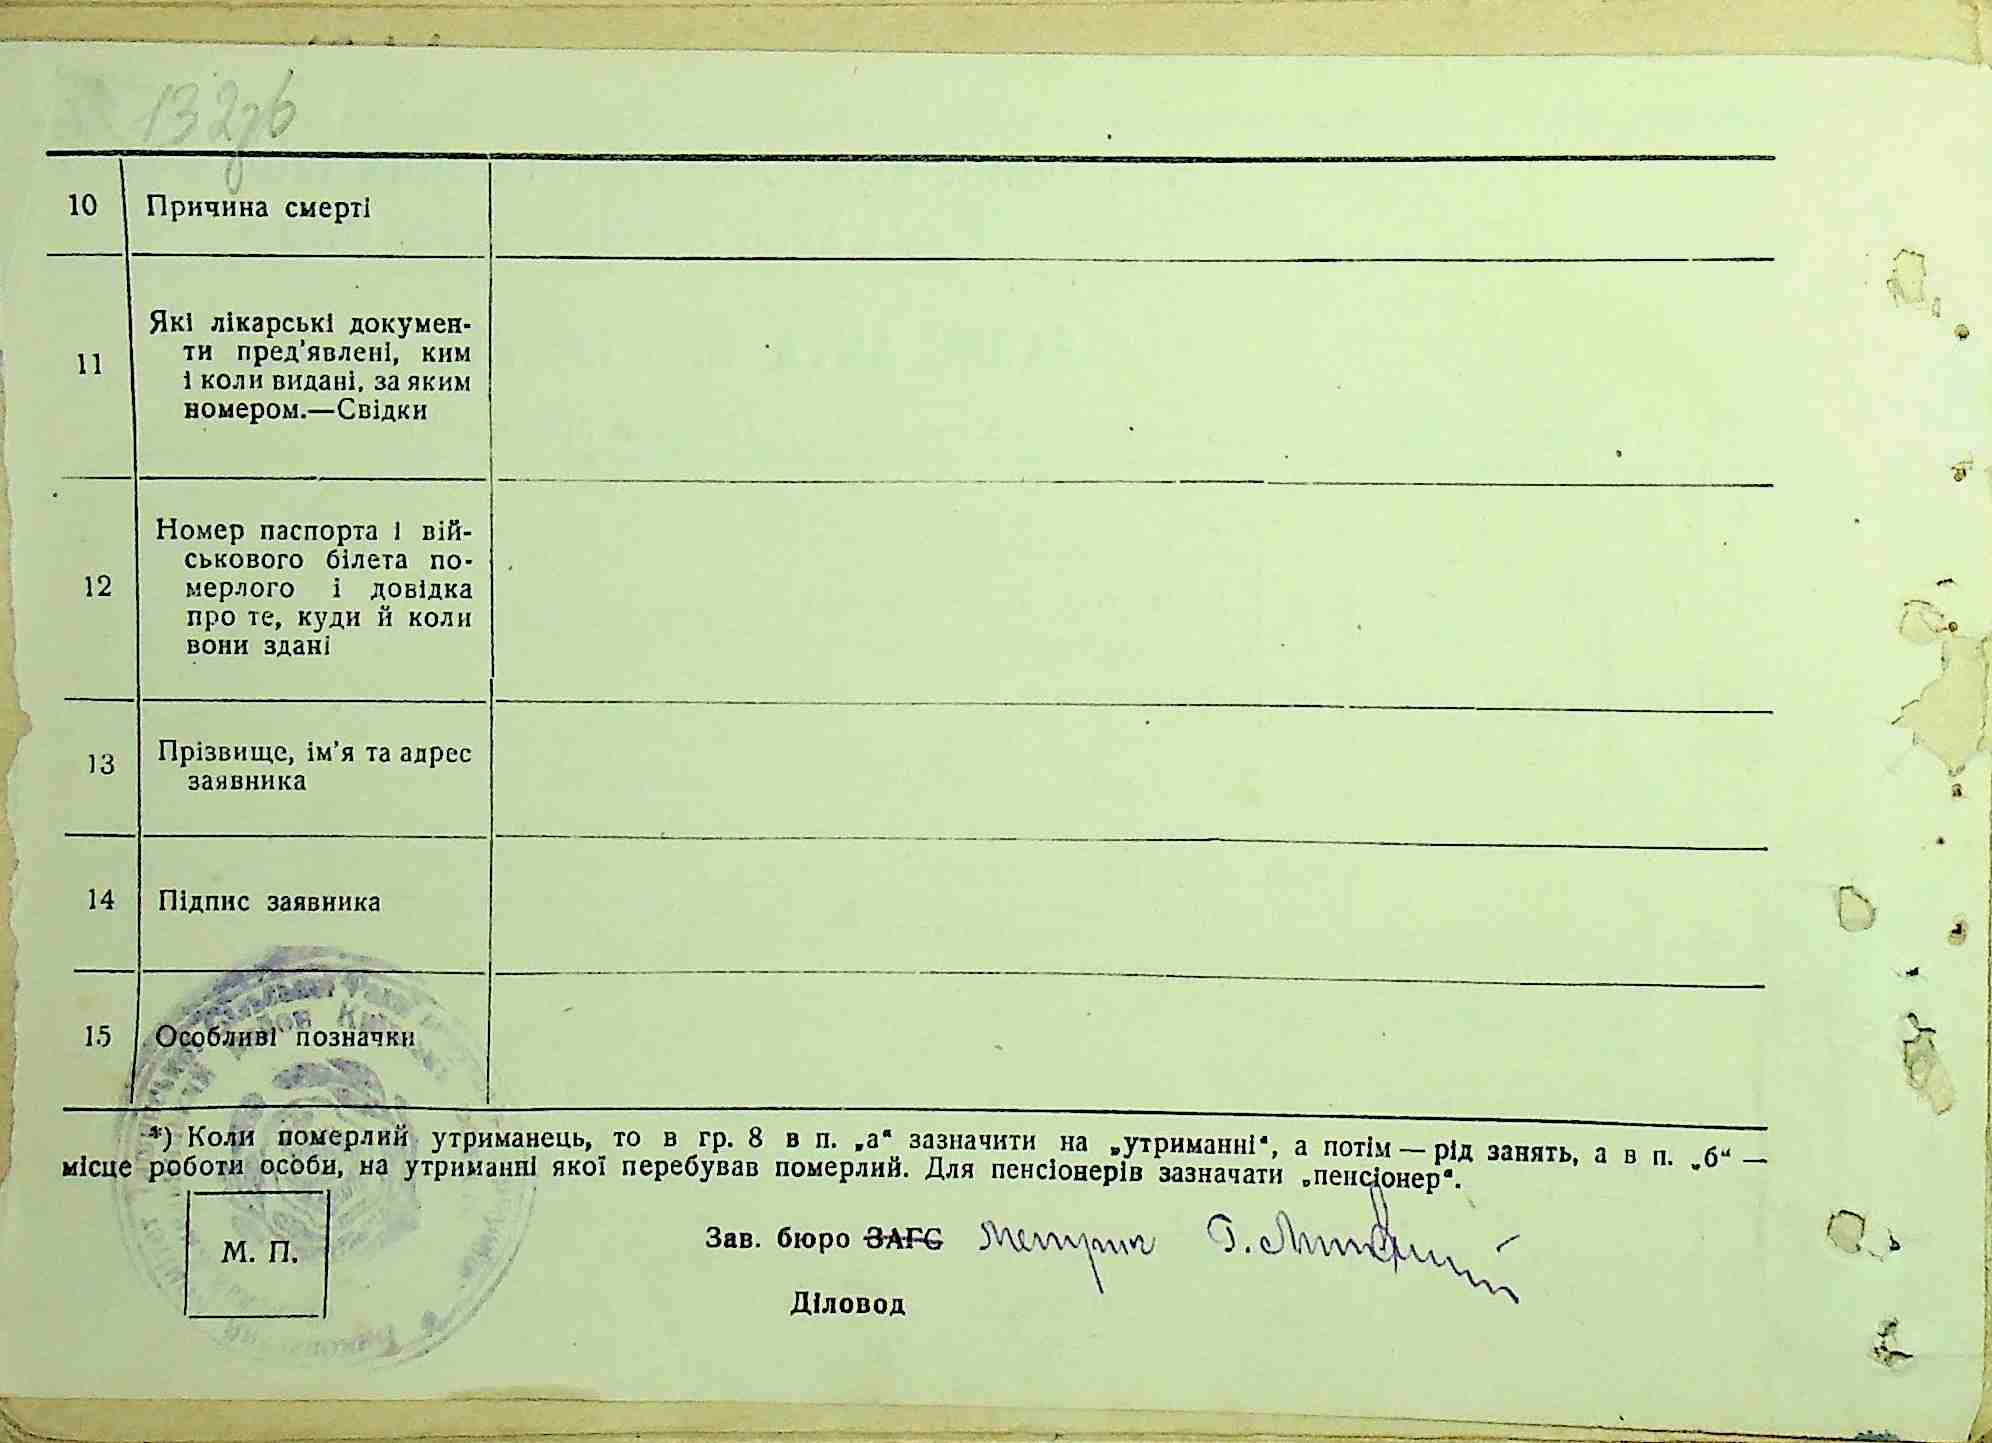 132зв
10 Причина смерті
11 Які лікарські докумен-
ти пред'явлені, ким
і коли видані, за яким
номером.—Свідки
12 Номер паспорта і вій-
ськового білета по-
мерлого і довідка
про те, куди й коли
вони здані
13 Прізвище, ім'я та адрес
заявника
14 Підпис заявника
15 Особливі позначки
*) Коли померлий утриманець, то в гр. 8 в п. „а“ зазначити на „утриманні“, а потім — рід занять, а в п. „б“ —
місце роботи особи, на утриманні якої перебував померлий. Для пенсіонерів зазначати „пенсіонер“.
М. П.
Зав. бюро ЗАГС Метрик
Діловод